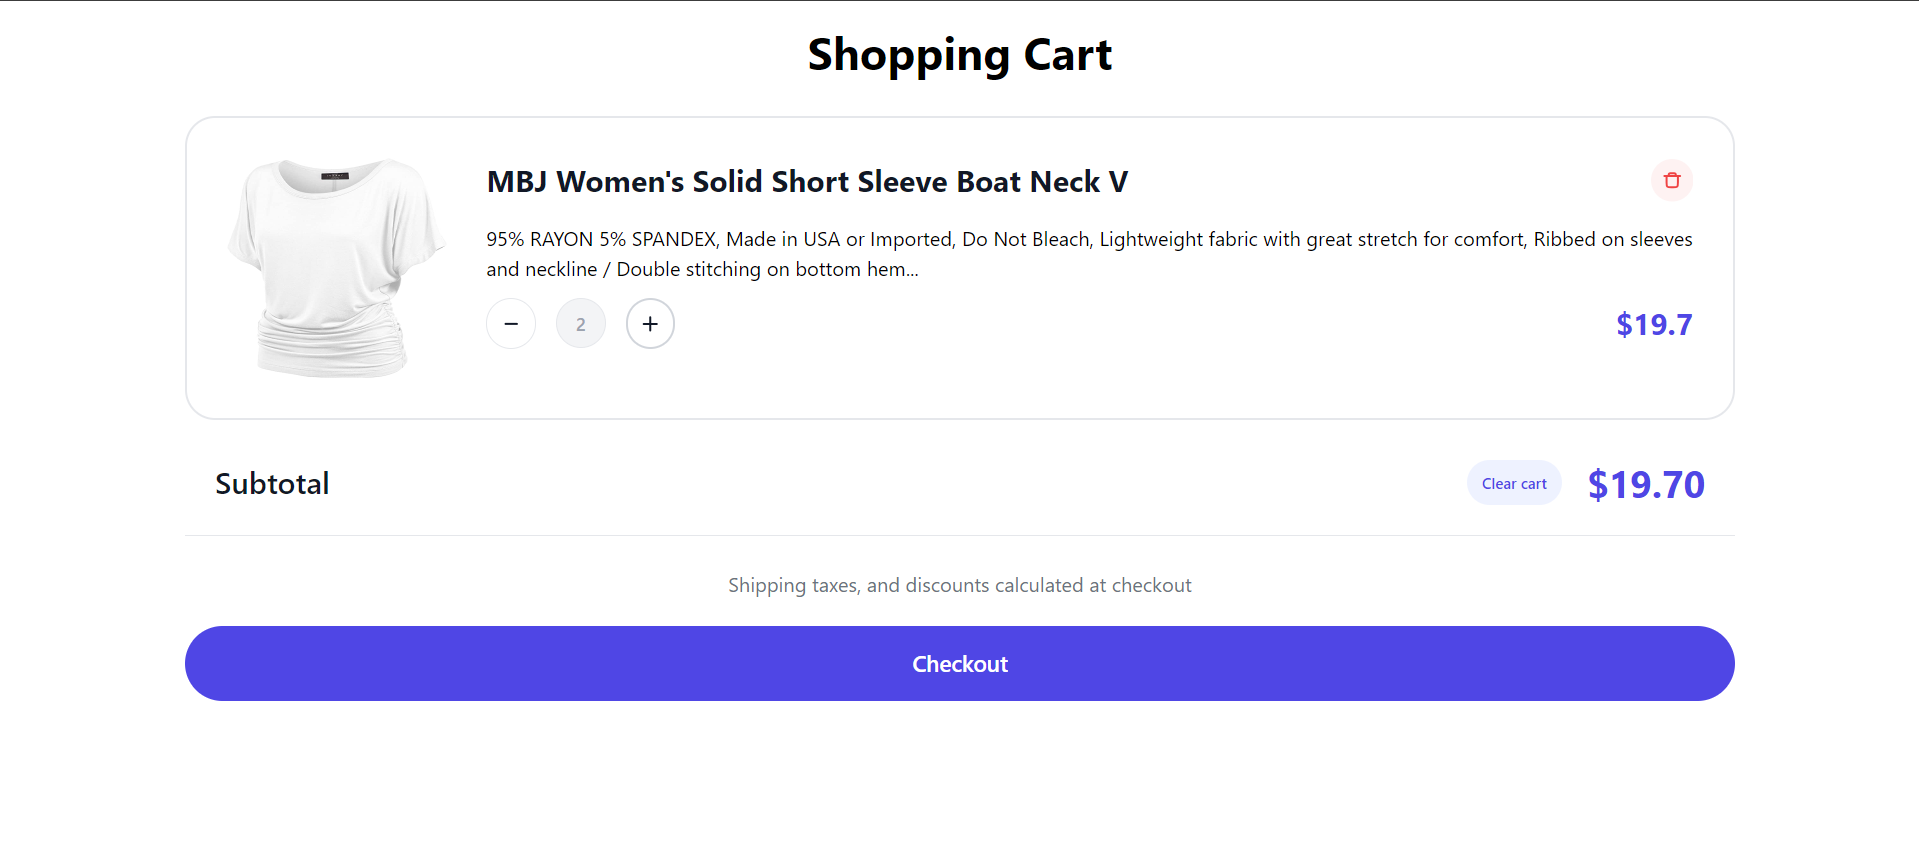 Shopping Cart
MBJ Women's Solid Short Sleeve Boat Neck V
95% RAYON 5% SPANDEX, Made in USA or Imported, Do Not Bleach, Lightweight fabric with great stretch for comfort, Ribbed on sleeves
and neckline / Double stitching on bottom hem...
2
$19.7
Subtotal
Clear cart
$19.70
Shipping taxes, and discounts calculated at checkout
Checkout